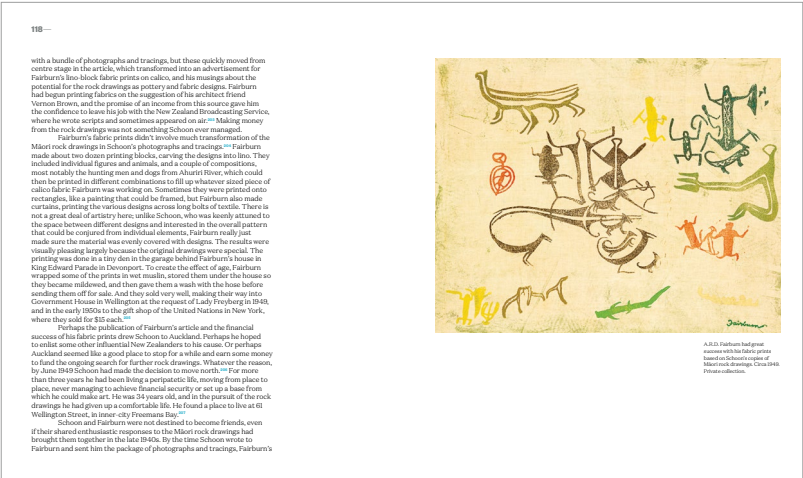 118—
with a bundle of photographs and tracings, but these quickly moved from
centre stage in the article, which transformed into an advertisement for
Fairburn's lino-block fabric prints on calico, and his musings about the
potential for the rock drawings as pottery and fabric designs. Fairburn
had begun printing fabrics on the suggestion of his architect friend
Vernon Brown, and the promise of an income from this source gave him
the confidence to leave his job with the New Zealand Broadcasting Service,
where he wrote scripts and sometimes appeared on air. Making money
from the rock drawings was not something Schoon ever managed.
Fairburn's fabric prints didn't involve much transformation of the
Māori rock drawings in Schoon's photographs and tracings. Fairburn
made about two dozen printing blocks, carving the designs into lino. They
included individual figures and animals, and a couple of compositions,
most notably the hunting men and dogs from Ahuriri River, which could
then be printed in different combinations to fill up whatever sized piece of
calico fabric Fairburn was working on. Sometimes they were printed onto
rectangles, like a painting that could be framed, but Fairburn also made
curtains, printing the various designs across long bolts of textile. There is
not a great deal of artistry here; unlike Schoon, who was keenly attuned to
the space between different designs and interested in the overall pattern
that could be conjured from individual elements, Fairburn really just
made sure the material was evenly covered with designs. The results were
visually pleasing largely because the original drawings were special. The
printing was done in a tiny den in the garage behind Fairburn's house in
King Edward Parade in Devonport. To create the effect of age, Fairburn
wrapped some of the prints in wet muslin, stored them under the house so
they became mildewed, and then gave them a wash with the hose before
sending them off for sale. And they sold very well, making their way into
Government House in Wellington at the request of Lady Freyberg in 1949,
and in the early 1950s to the gift shop of the United Nations in New York,
where they sold for $15 each.
Perhaps the publication of Fairburn's article and the financial
success of his fabric prints drew Schoon to Auckland. Perhaps he hoped
to enlist some other influential New Zealanders to his cause. Or perhaps
Auckland seemed like a good place to stop for a while and earn some money
to fund the ongoing search for further rock drawings. Whatever the reason,
by June 1949 Schoon had made the decision to move north. For more
than three years he had been living a peripatetic life, moving from place to
place, never managing to achieve financial security or set up a base from
which he could make art. He was 34 years old, and in the pursuit of the rock
drawings he had given up a comfortable life. He found a place to live at 61
Wellington Street, in inner-city Freemans Bay.
Schoon and Fairburn were not destined to become friends, even
if their shared enthusiastic responses to the Māori rock drawings had
brought them together in the late 1940s. By the time Schoon wrote to
Fairburn and sent him the package of photographs and tracings, Fairburn's
Fairburn
A.R.D. Fairburn had great
success with his fabric prints
based on Schoon's copies of
Māori rock drawings. Circa 1949.
Private collection.